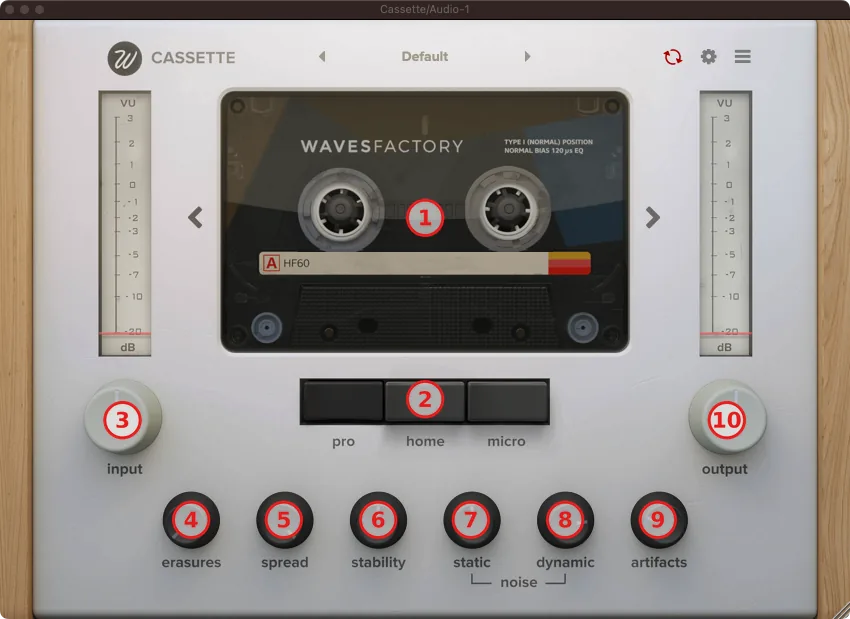 Cassette/Audio-1
W CASSETTE
Default
VU
3
2
1
0
-1
-2
-3
-5
-7
-10
-20
dB
WAVESFACTORY
TYPE I (NORMAL) POSITION
NORMAL BIAS 120 µs EQ
1
A HF60
VU
3
2
1
0
-1
-2
-3
-5
-7
-10
-20
dB
2
pro home micro
3
input
10
output
4 5 6 7 8 9
erasures spread stability static dynamic artifacts
noise